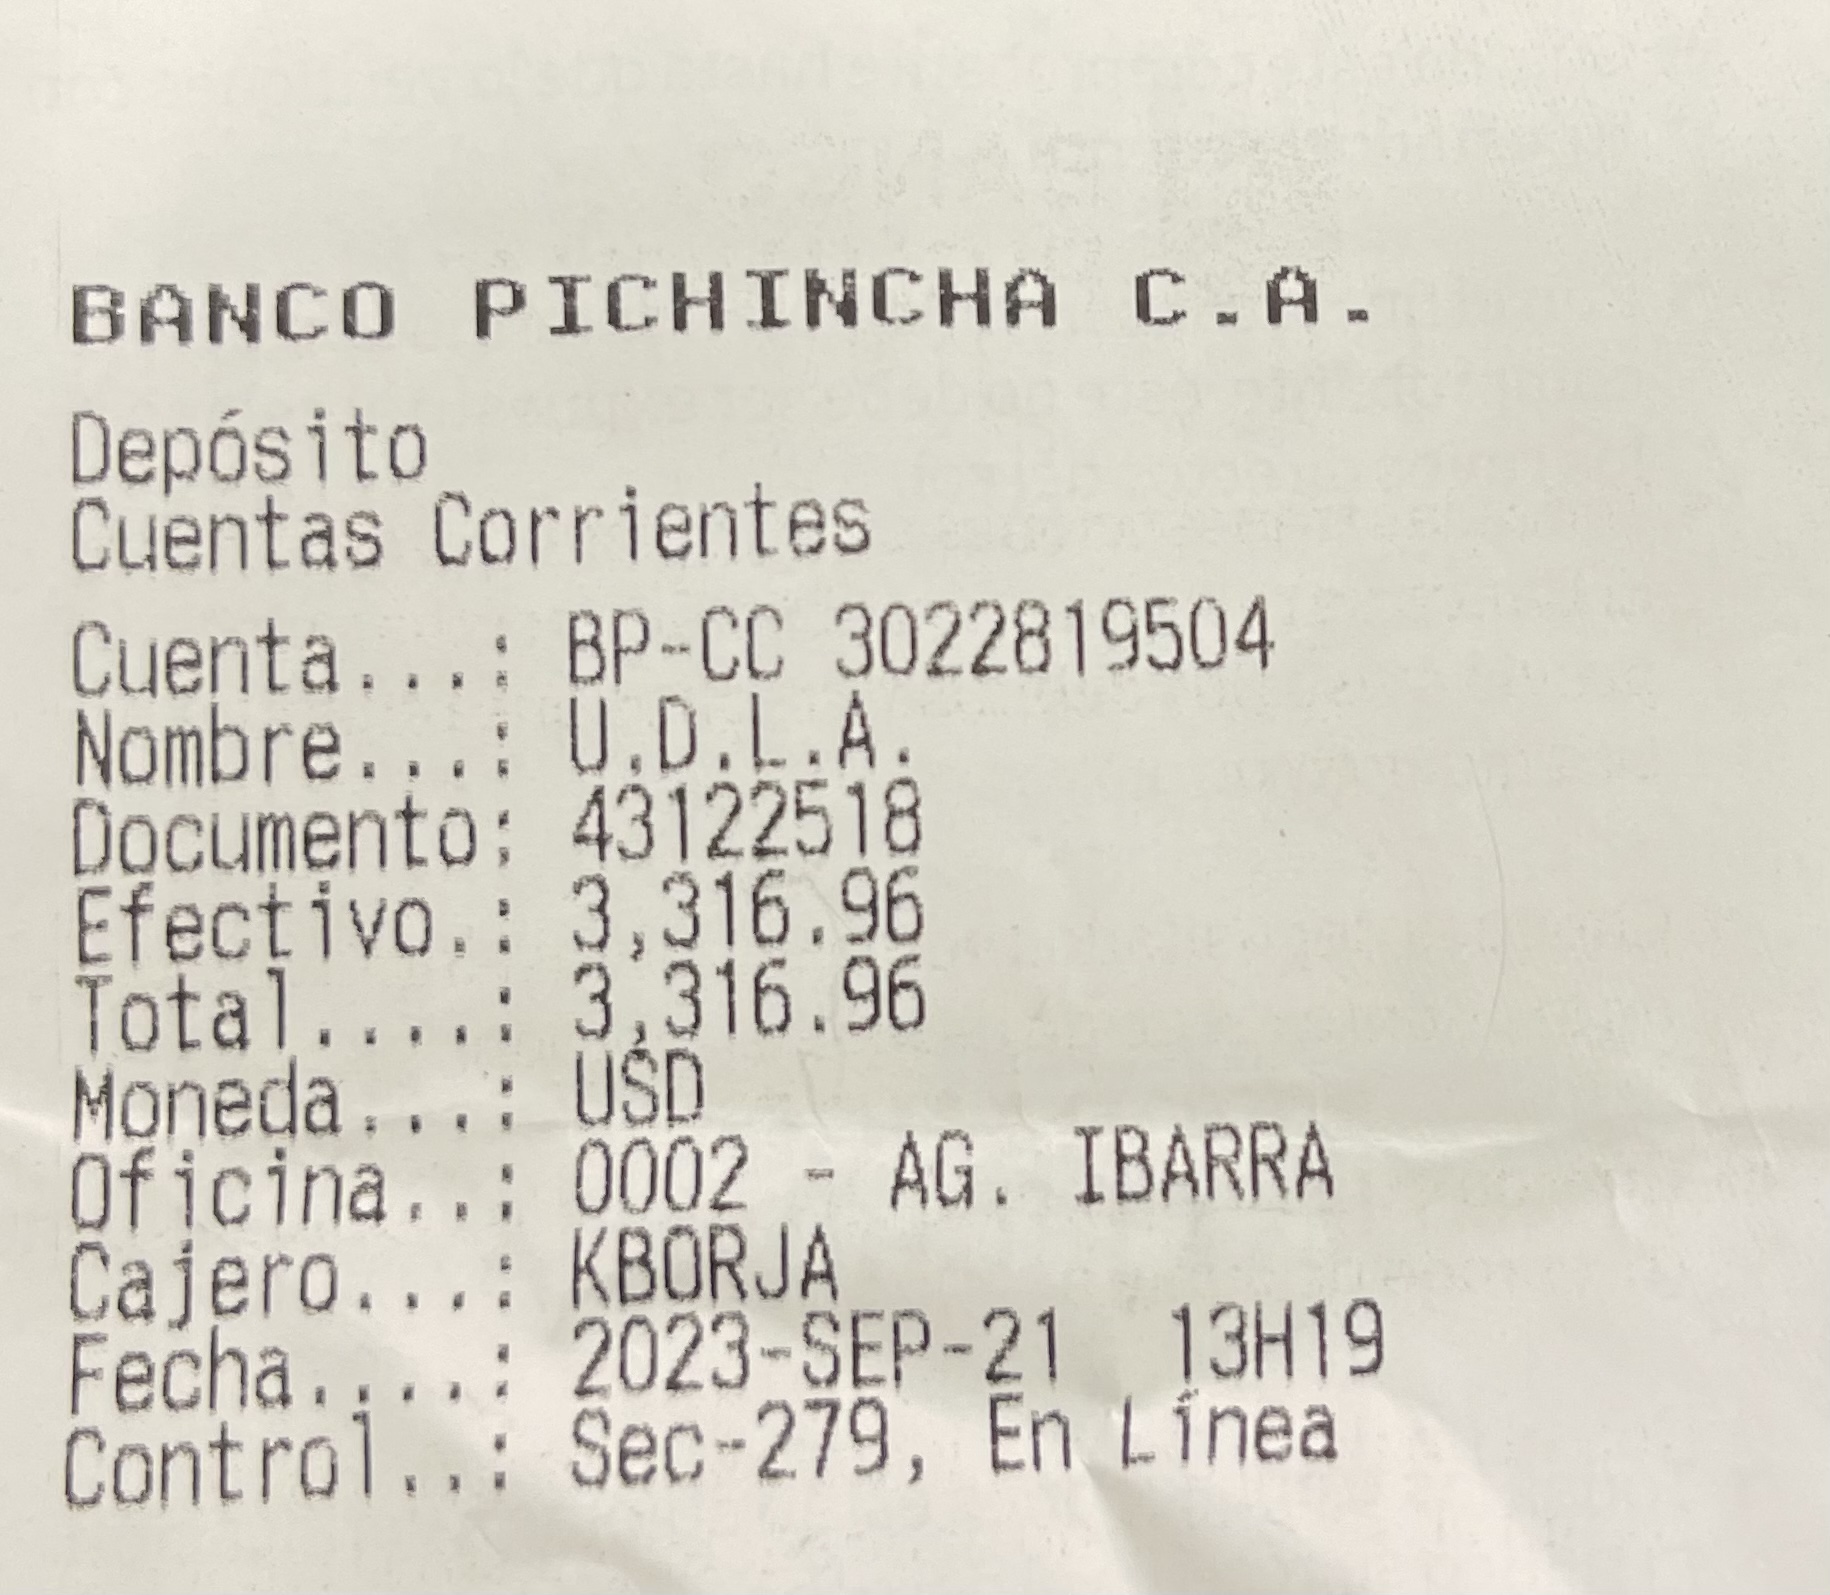 BANCO PICHINCHA C.A.
Depósito
Cuentas Corrientes
Cuenta...: BP-CC 3022819504
Nombre...: U.D.L.A.
Documento: 43122518
Efectivo.: 3,316.96
Total....: 3,316.96
Moneda...: USD
Oficina..: 0002 - AG. IBARRA
Cajero...: KBORJA
Fecha....: 2023-SEP-21 13H19
Control..: Sec-279, En Línea